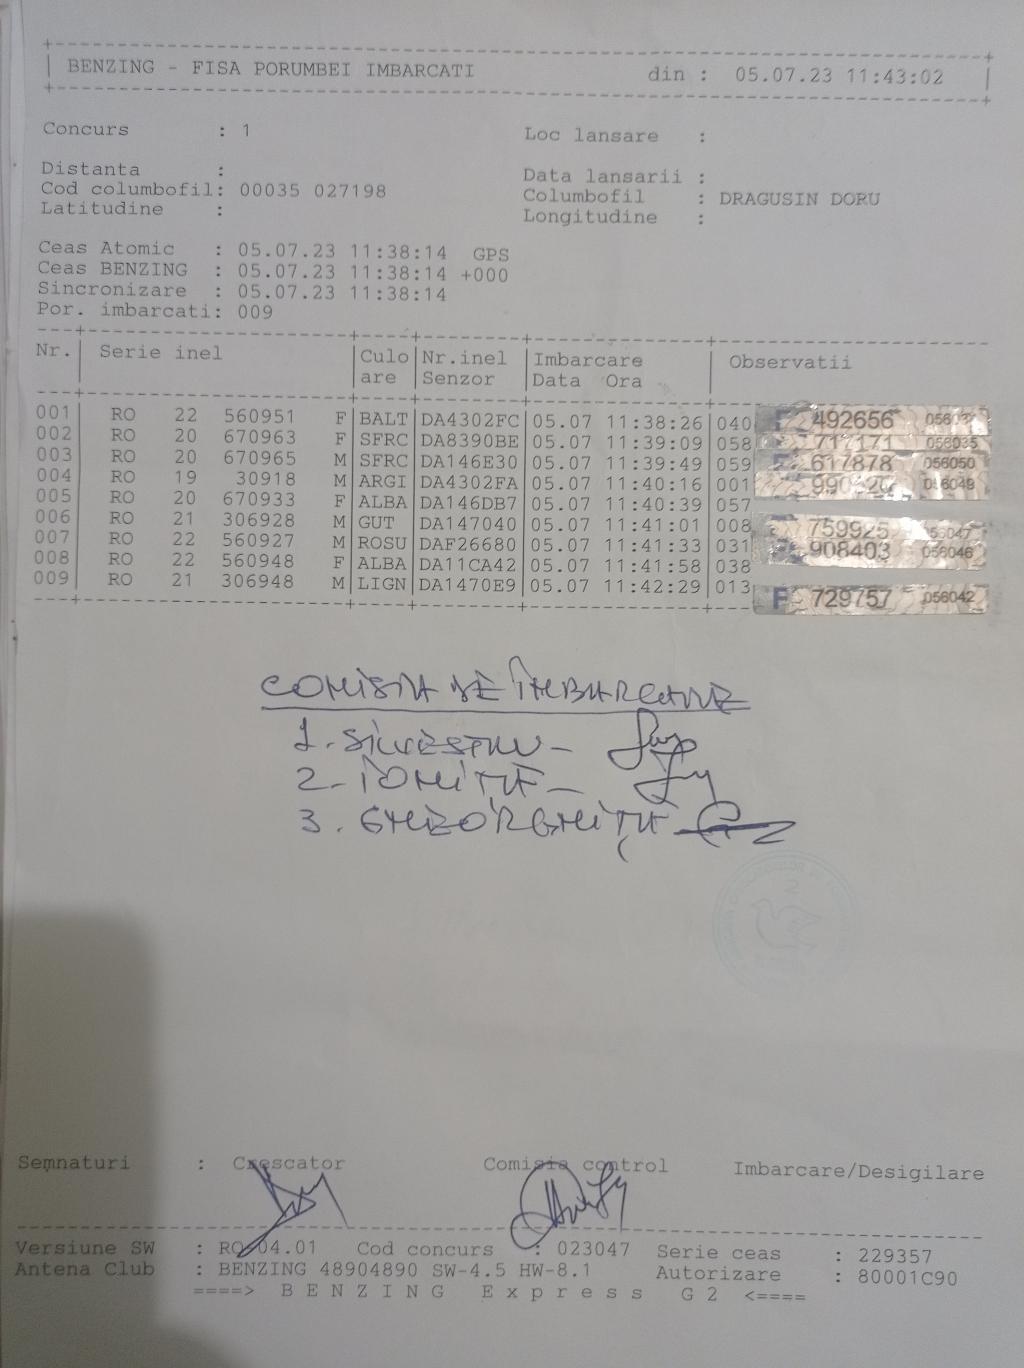 BENZING - FISA PORUMBEI IMBARCATI din : 05.07.23 11:43:02
Concurs : 1 Loc lansare :
Distanta : Data lansarii :
Cod columbofil: 00035 027198 Columbofil : DRAGUSIN DORU
Latitudine : Longitudine :
Ceas Atomic : 05.07.23 11:38:14 GPS
Ceas BENZING : 05.07.23 11:38:14 +000
Sincronizare : 05.07.23 11:38:14
Por. imbarcati: 009
Nr. Serie inel Culo Nr.inel Imbarcare Observatii
are Senzor Data Ora
001 RO 22 560951 F BALT DA4302FC 05.07 11:38:26 040 F 492656
002 RO 20 670963 F SFRC DA8390BE 05.07 11:39:09 058 717171 056035
003 RO 20 670965 M SFRC DA146E30 05.07 11:39:49 059 617878 056050
004 RO 19 30918 M ARGI DA4302FA 05.07 11:40:16 001 056049
005 RO 20 670933 F ALBA DA146DB7 05.07 11:40:39 057
006 RO 21 306928 M GUT DA147040 05.07 11:41:01 008 759925 056047
007 RO 22 560927 M ROSU DAF26680 05.07 11:41:33 031 F 908403 056046
008 RO 22 560948 F ALBA DA11CA42 05.07 11:41:58 038
009 RO 21 306948 M LIGN DA1470E9 05.07 11:42:29 013 F 729757 056042
COMISIA DE ÎMBARCARE
1. SILVESTRU -
2. TOMITA -
3. GHEORGHIȚA
Semnaturi : Crescator Comisia control Imbarcare/Desigilare
Versiune SW : RO-04.01 Cod concurs : 023047 Serie ceas : 229357
Antena Club : BENZING 48904890 SW-4.5 HW-8.1 Autorizare : 80001C90
====> B E N Z I N G E x p r e s s G 2 <====